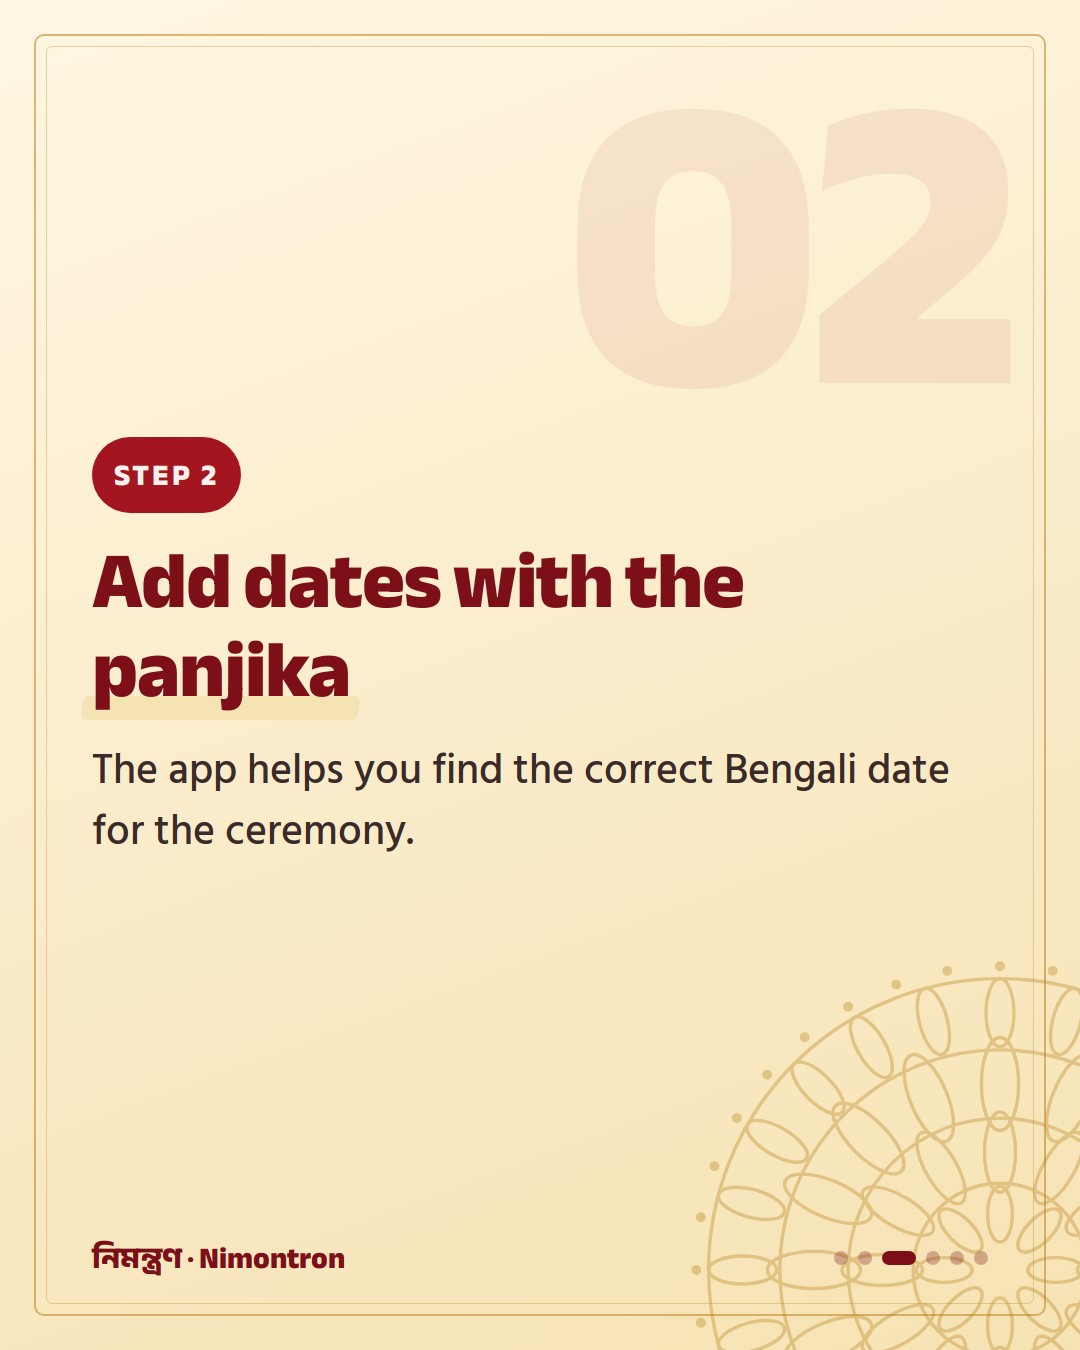 02
STEP 2
Add dates with the
panjika
The app helps you find the correct Bengali date
for the ceremony.
নিমন্ত্রণ · Nimontron